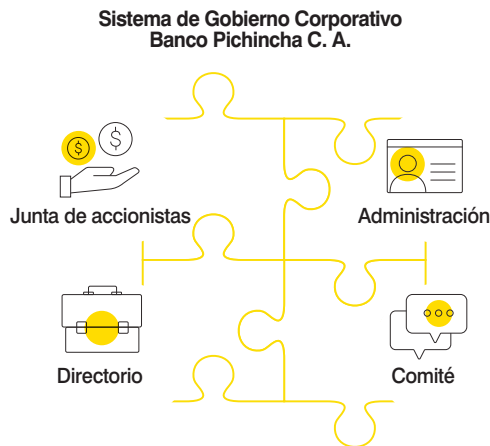 Sistema de Gobierno Corporativo
Banco Pichincha C. A.
$
$
Junta de accionistas
Administración
Directorio
Comité